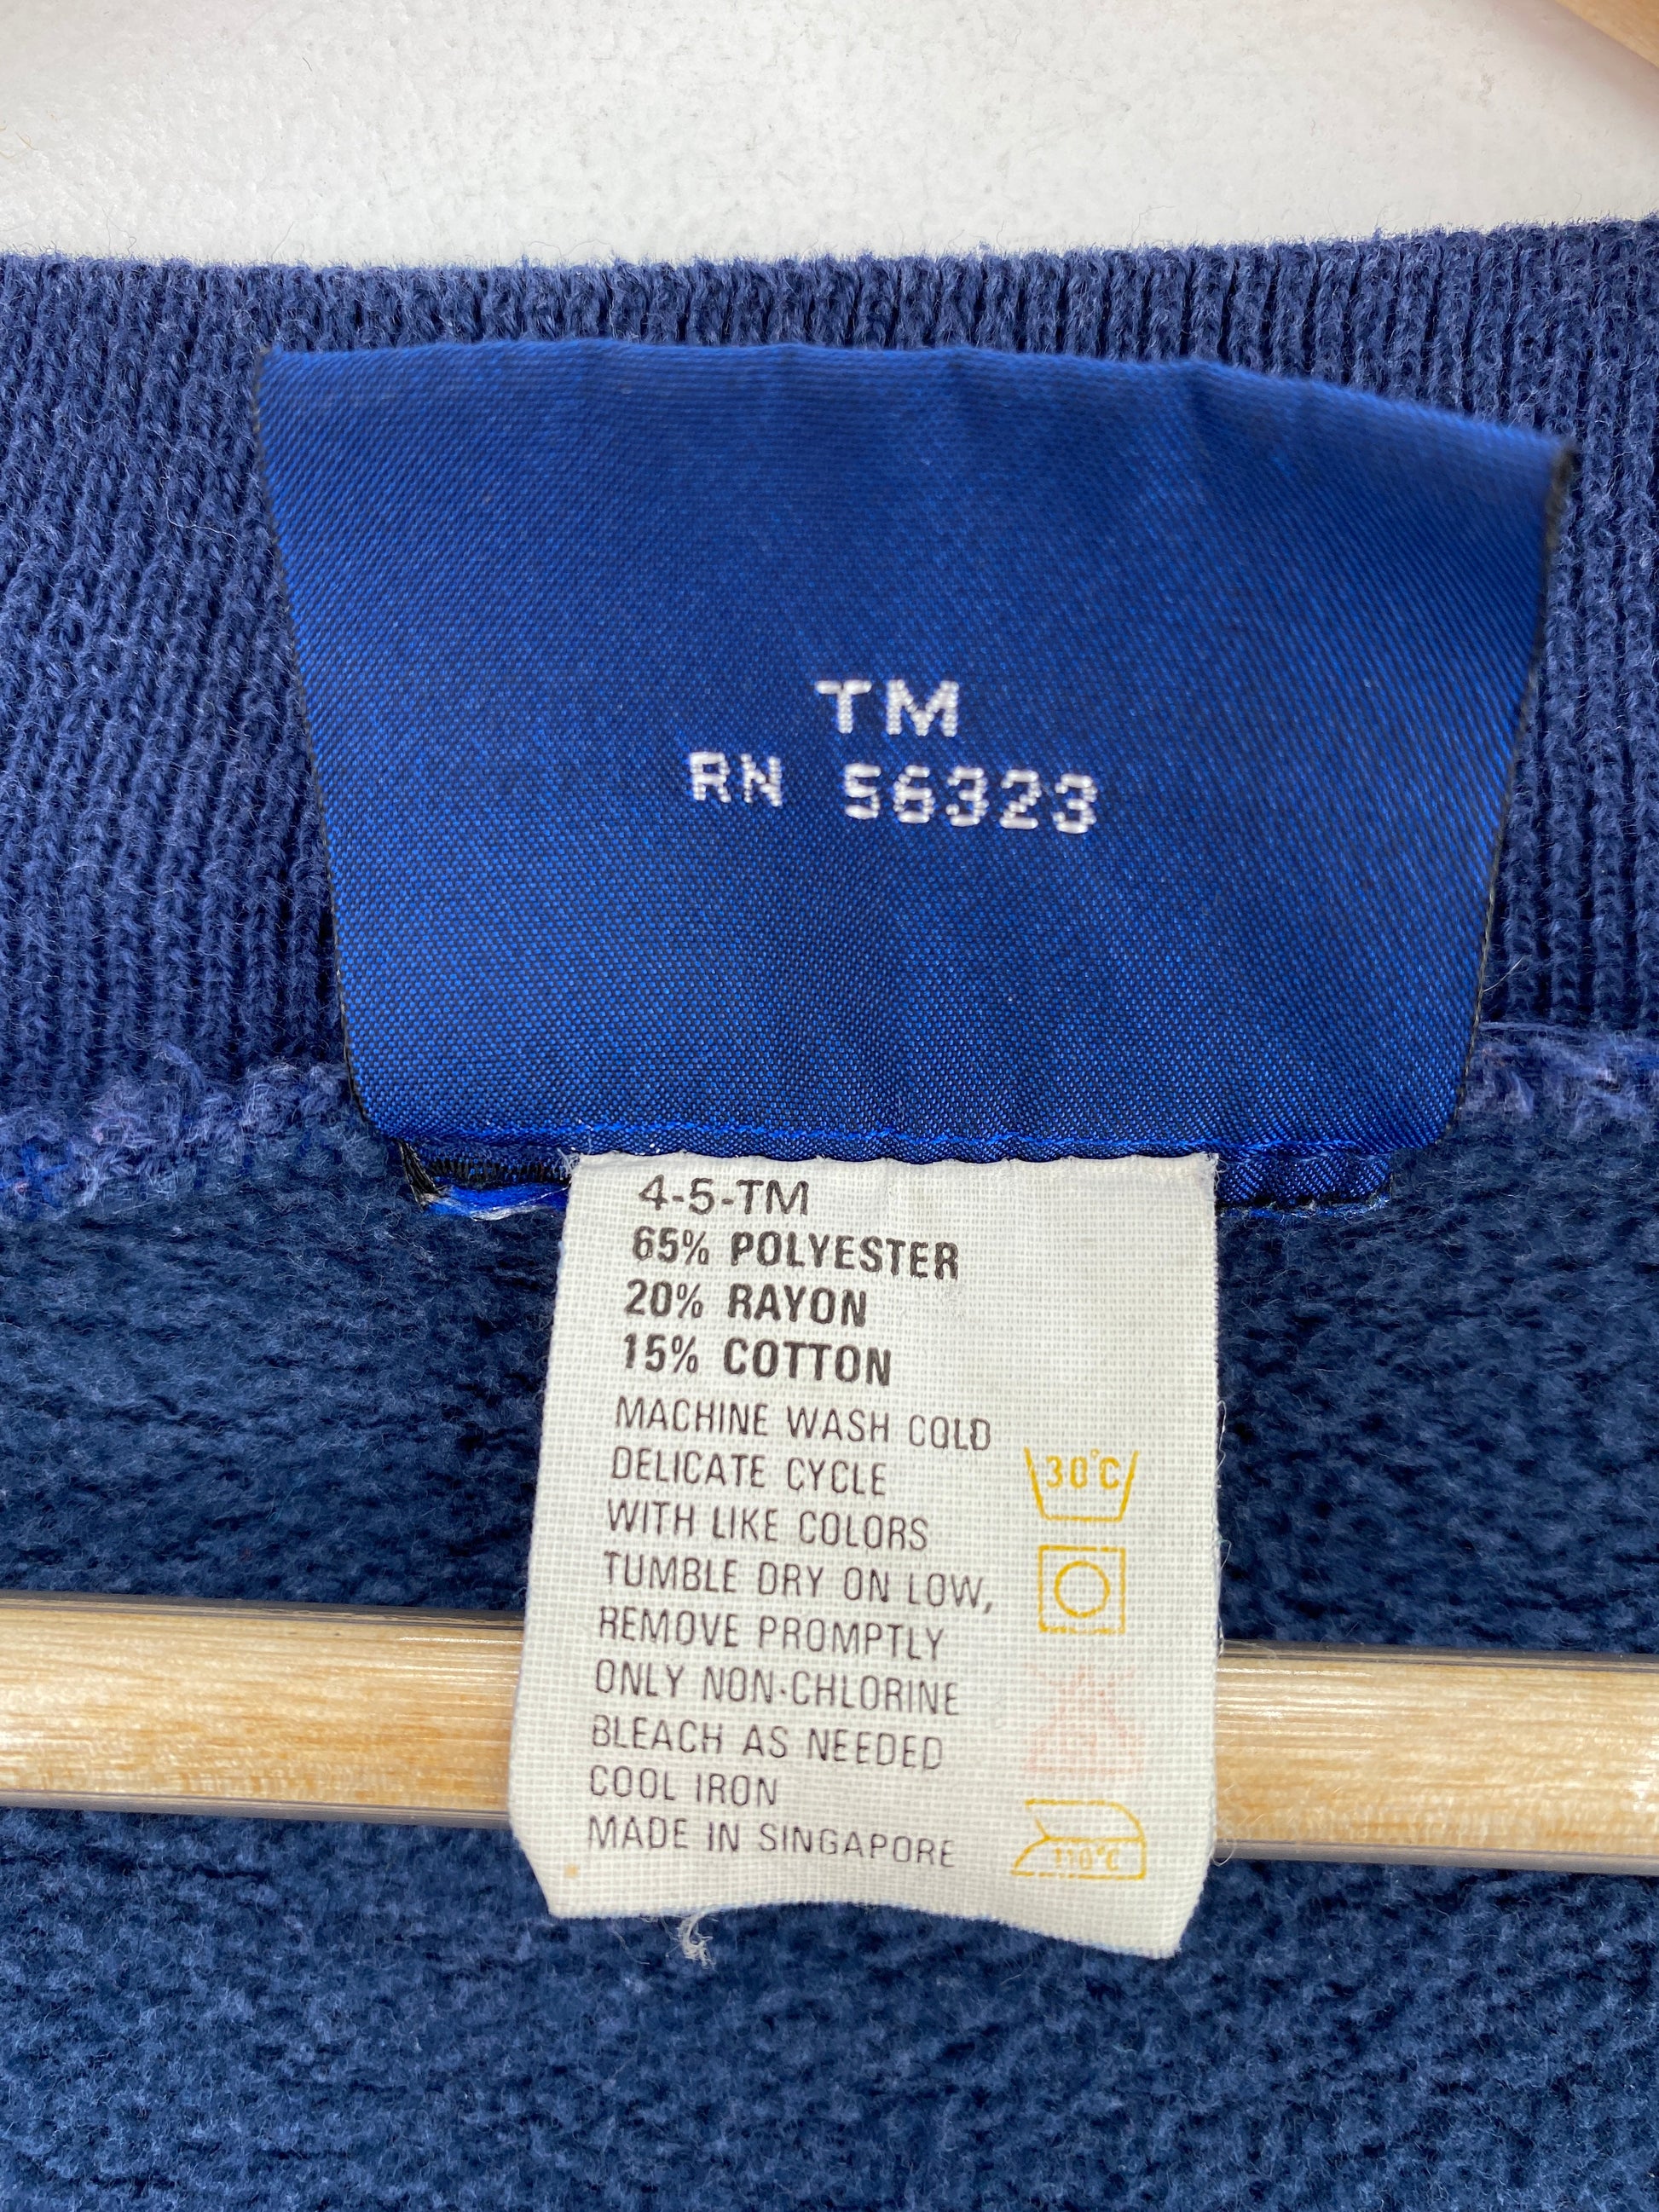 TM
RN 56323
4-5-TM
65% POLYESTER
20% RAYON
15% COTTON
MACHINE WASH COLD
DELICATE CYCLE
WITH LIKE COLORS
TUMBLE DRY ON LOW,
REMOVE PROMPTLY
ONLY NON-CHLORINE
BLEACH AS NEEDED
COOL IRON
MADE IN SINGAPORE
30°C
110°C